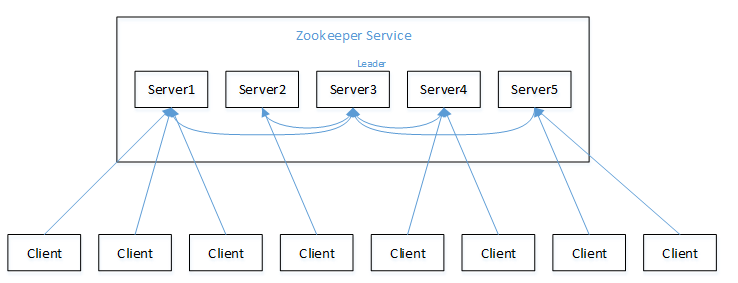 Zookeeper Service
Leader
Server1 Server2 Server3 Server4 Server5
Client Client Client Client Client Client Client Client